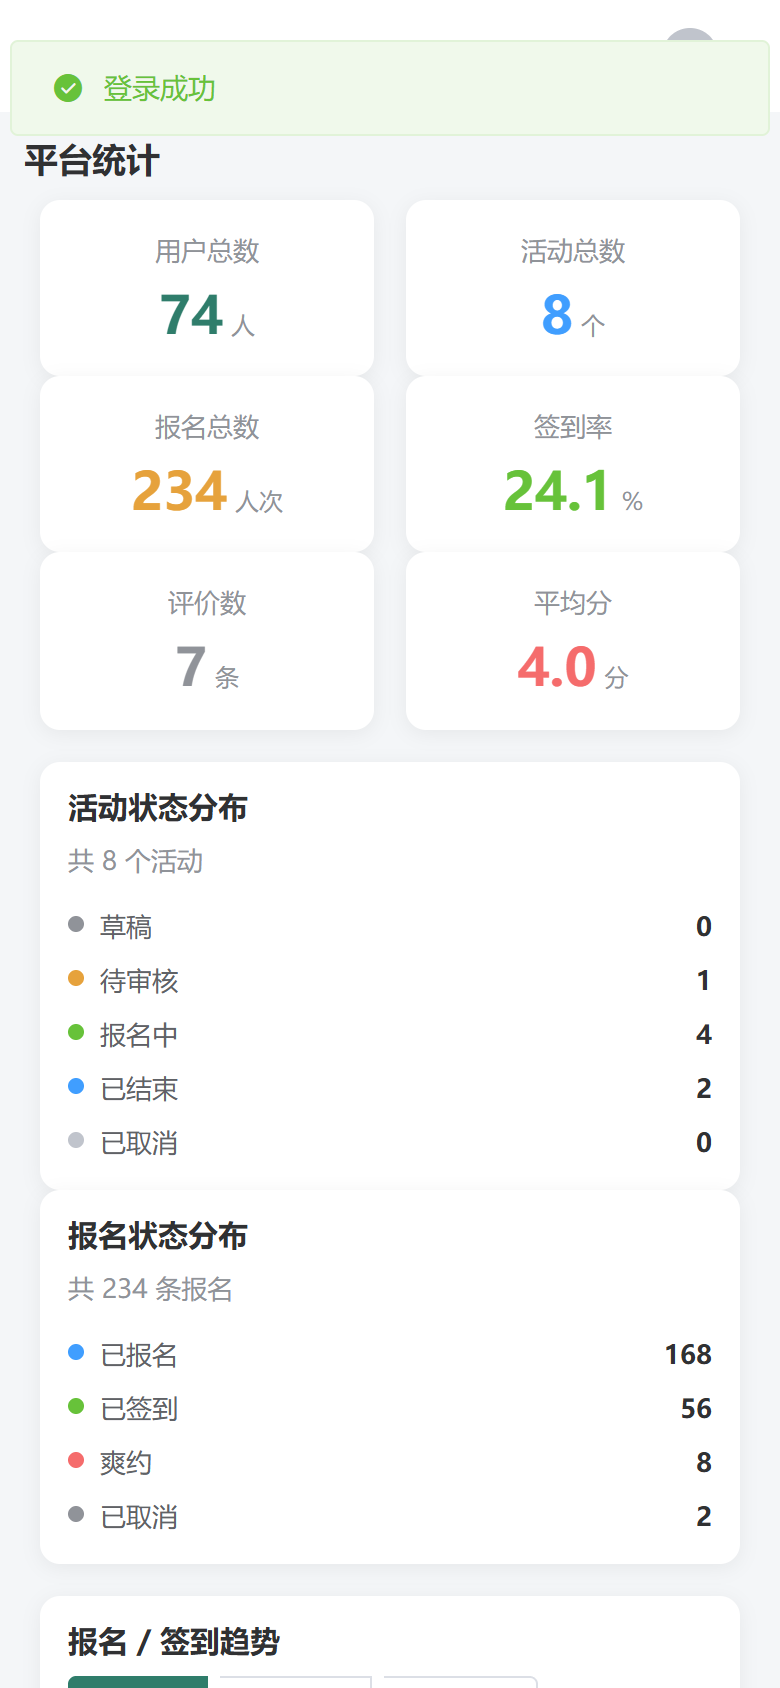 登录成功
平台统计
用户总数
74 人
活动总数
8 个
报名总数
234 人次
签到率
24.1 %
评价数
7 条
平均分
4.0 分
活动状态分布
共 8 个活动
草稿 0
待审核 1
报名中 4
已结束 2
已取消 0
报名状态分布
共 234 条报名
已报名 168
已签到 56
爽约 8
已取消 2
报名 / 签到趋势